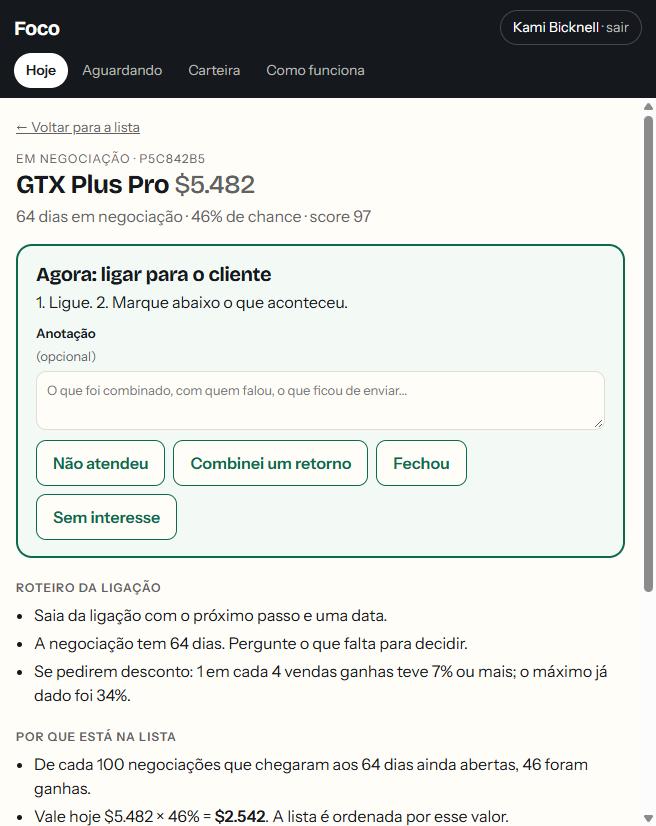 Foco
Kami Bicknell · sair
Hoje
Aguardando
Carteira
Como funciona
← Voltar para a lista
EM NEGOCIAÇÃO · P5C842B5
GTX Plus Pro $5.482
64 dias em negociação · 46% de chance · score 97
Agora: ligar para o cliente
1. Ligue. 2. Marque abaixo o que aconteceu.
Anotação
(opcional)
O que foi combinado, com quem falou, o que ficou de enviar...
Não atendeu
Combinei um retorno
Fechou
Sem interesse
ROTEIRO DA LIGAÇÃO
• Saia da ligação com o próximo passo e uma data.
• A negociação tem 64 dias. Pergunte o que falta para decidir.
• Se pedirem desconto: 1 em cada 4 vendas ganhas teve 7% ou mais; o máximo já
dado foi 34%.
POR QUE ESTÁ NA LISTA
• De cada 100 negociações que chegaram aos 64 dias ainda abertas, 46 foram
ganhas.
• Vale hoje $5.482 × 46% = $2.542. A lista é ordenada por esse valor.